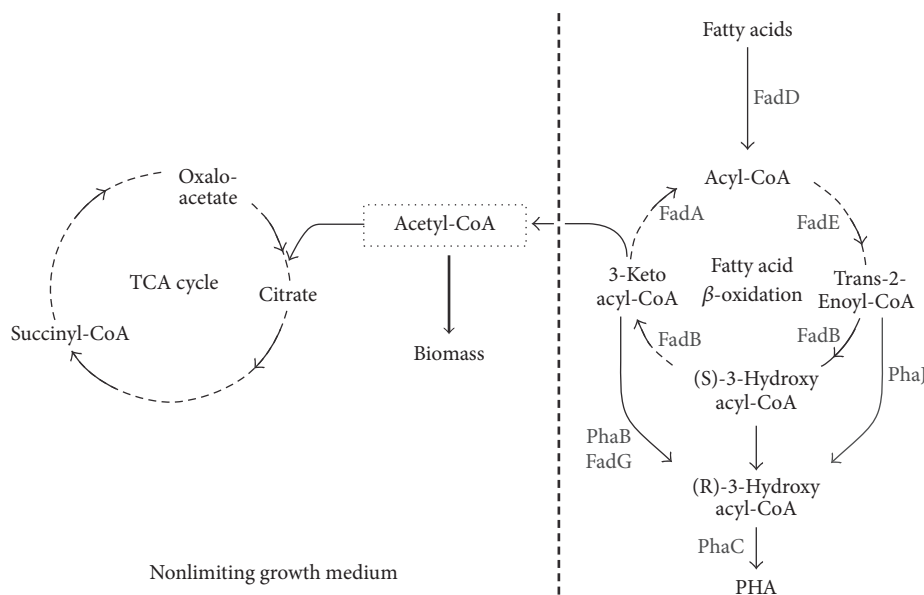 Fatty acids
FadD
Acyl-CoA
FadA
FadE
Oxalo-
acetate
Acetyl-CoA
TCA cycle
Citrate
Succinyl-CoA
Biomass
3-Keto
acyl-CoA
Fatty acid
β-oxidation
Trans-2-
Enoyl-CoA
FadB
FadB
(S)-3-Hydroxy
acyl-CoA
PhaJ
PhaB
FadG
(R)-3-Hydroxy
acyl-CoA
PhaC
PHA
Nonlimiting growth medium